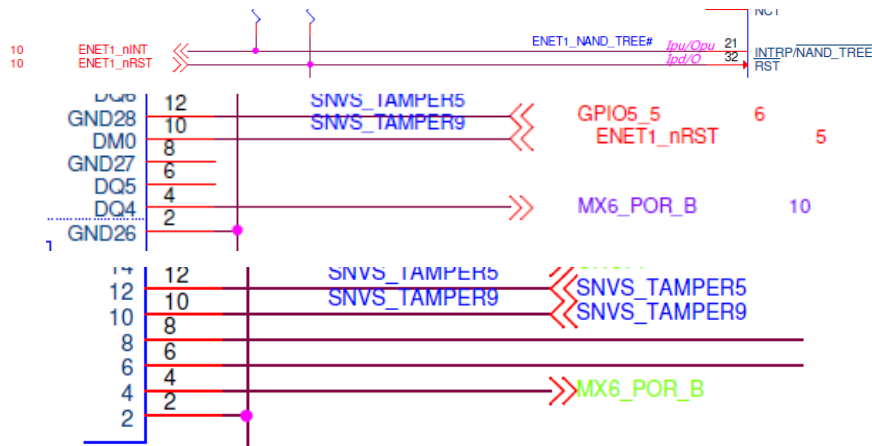 ENET1_NAND_TREE#
10 ENET1_nINT Ipu/Opu 21 INTRP/NAND_TREE
10 ENET1_nRST Ipd/O 32 RST
GND28 12 SNVS_TAMPER5 GPIO5_5 6
DM0 10 SNVS_TAMPER9 ENET1_nRST 5
GND27 8
DQ5 6
DQ4 4 MX6_POR_B 10
GND26 2
12 12 SNVS_TAMPER5 SNVS_TAMPER5
10 10 SNVS_TAMPER9 SNVS_TAMPER9
8 8
6 6
4 4 MX6_POR_B
2 2